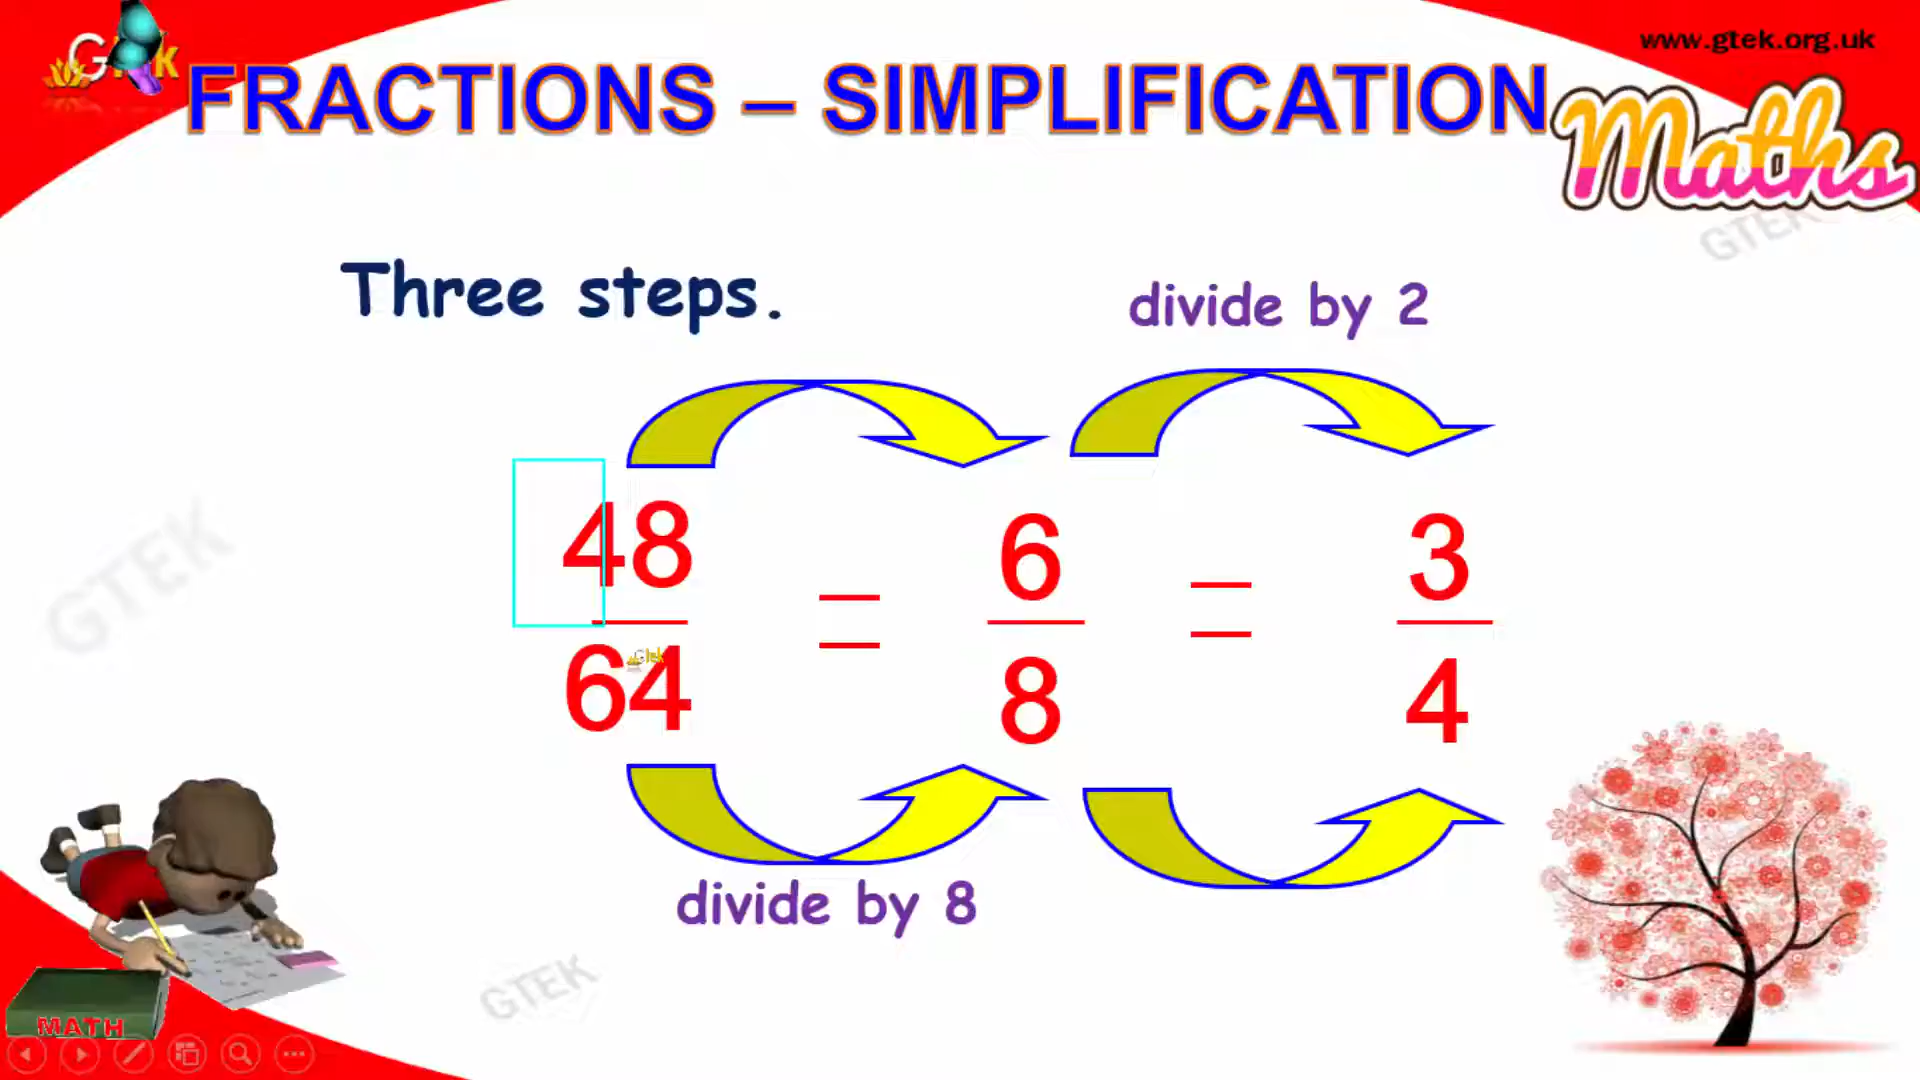 www.gtek.org.uk
FRACTIONS – SIMPLIFICATION
Maths
GTEK
Three steps.
divide by 2
48 = 6 = 3
64 8 4
divide by 8
GTEK
GTEK
MATH